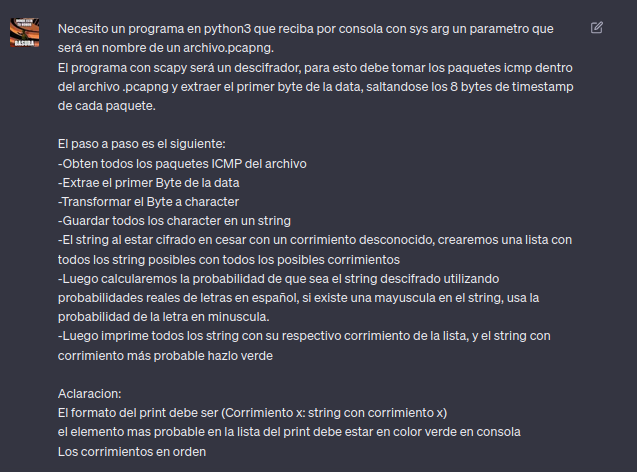 Necesito un programa en python3 que reciba por consola con sys arg un parametro que
será en nombre de un archivo.pcapng.
El programa con scapy será un descifrador, para esto debe tomar los paquetes icmp dentro
del archivo .pcapng y extraer el primer byte de la data, saltandose los 8 bytes de timestamp
de cada paquete.
El paso a paso es el siguiente:
-Obten todos los paquetes ICMP del archivo
-Extrae el primer Byte de la data
-Transformar el Byte a character
-Guardar todos los character en un string
-El string al estar cifrado en cesar con un corrimiento desconocido, crearemos una lista con
todos los string posibles con todos los posibles corrimientos
-Luego calcularemos la probabilidad de que sea el string descifrado utilizando
probabilidades reales de letras en español, si existe una mayuscula en el string, usa la
probabilidad de la letra en minuscula.
-Luego imprime todos los string con su respectivo corrimiento de la lista, y el string con
corrimiento más probable hazlo verde
Aclaracion:
El formato del print debe ser (Corrimiento x: string con corrimiento x)
el elemento mas probable en la lista del print debe estar en color verde en consola
Los corrimientos en orden
BASURA